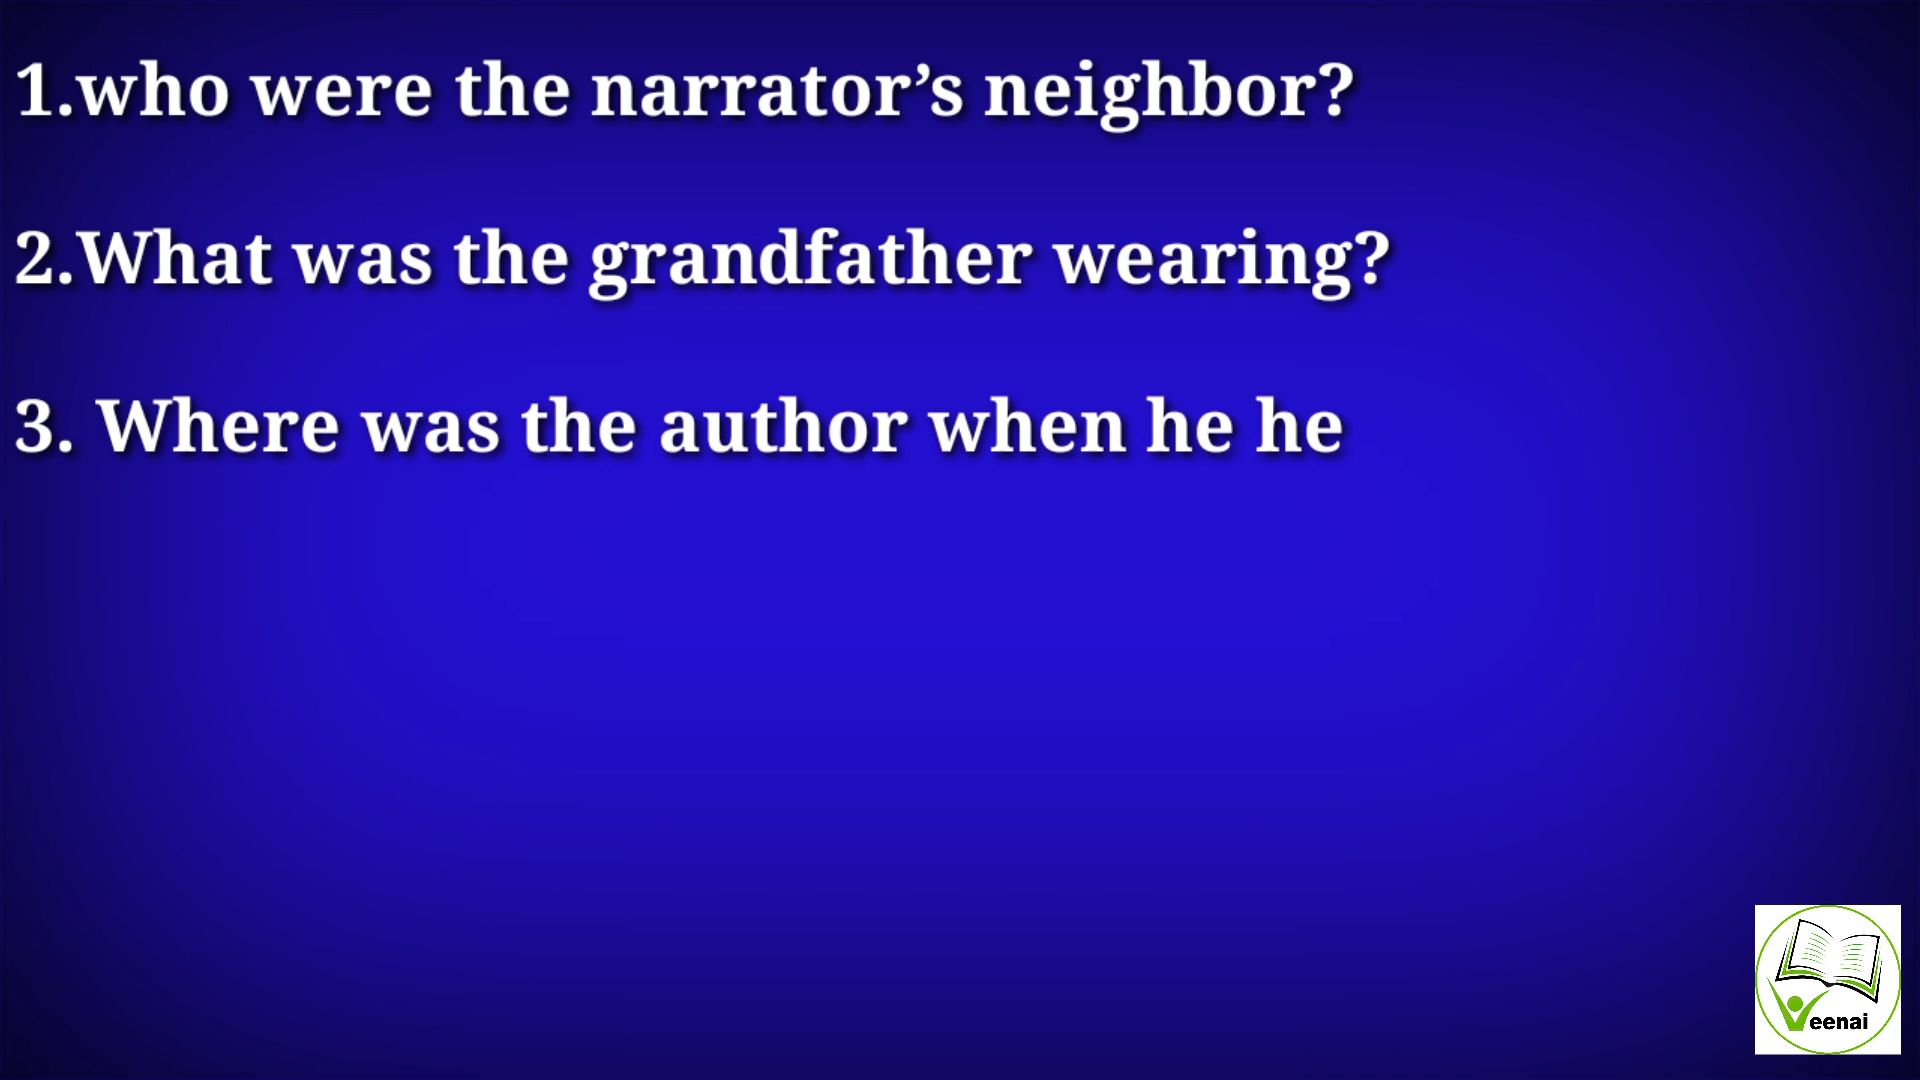 1.who were the narrator’s neighbor?
2.What was the grandfather wearing?
3. Where was the author when he he
Veenai